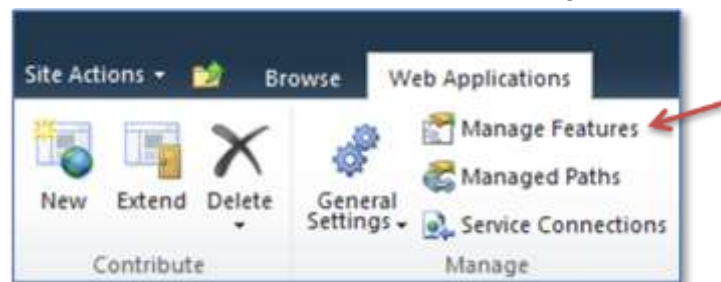 Site Actions Browse Web Applications
New Extend Delete
Contribute
General Settings
Manage Features
Managed Paths
Service Connections
Manage